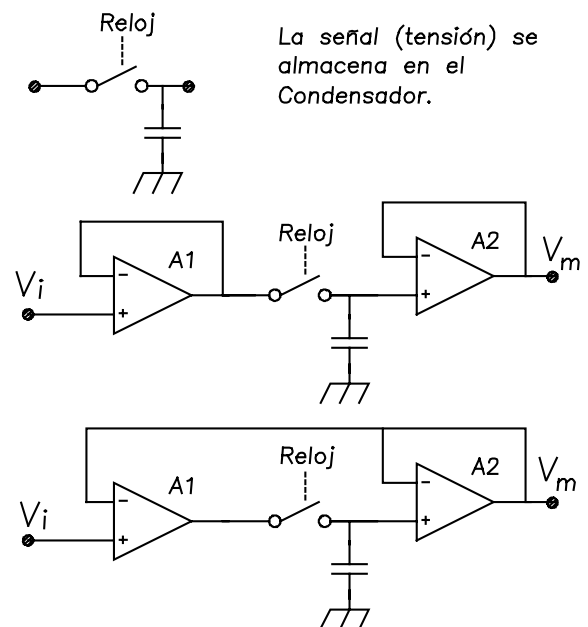 Reloj
La señal (tensión) se
almacena en el
Condensador.
Reloj
A1
A2
Vi
Vm
-
+
-
+
Reloj
A1
A2
Vi
Vm
-
+
-
+